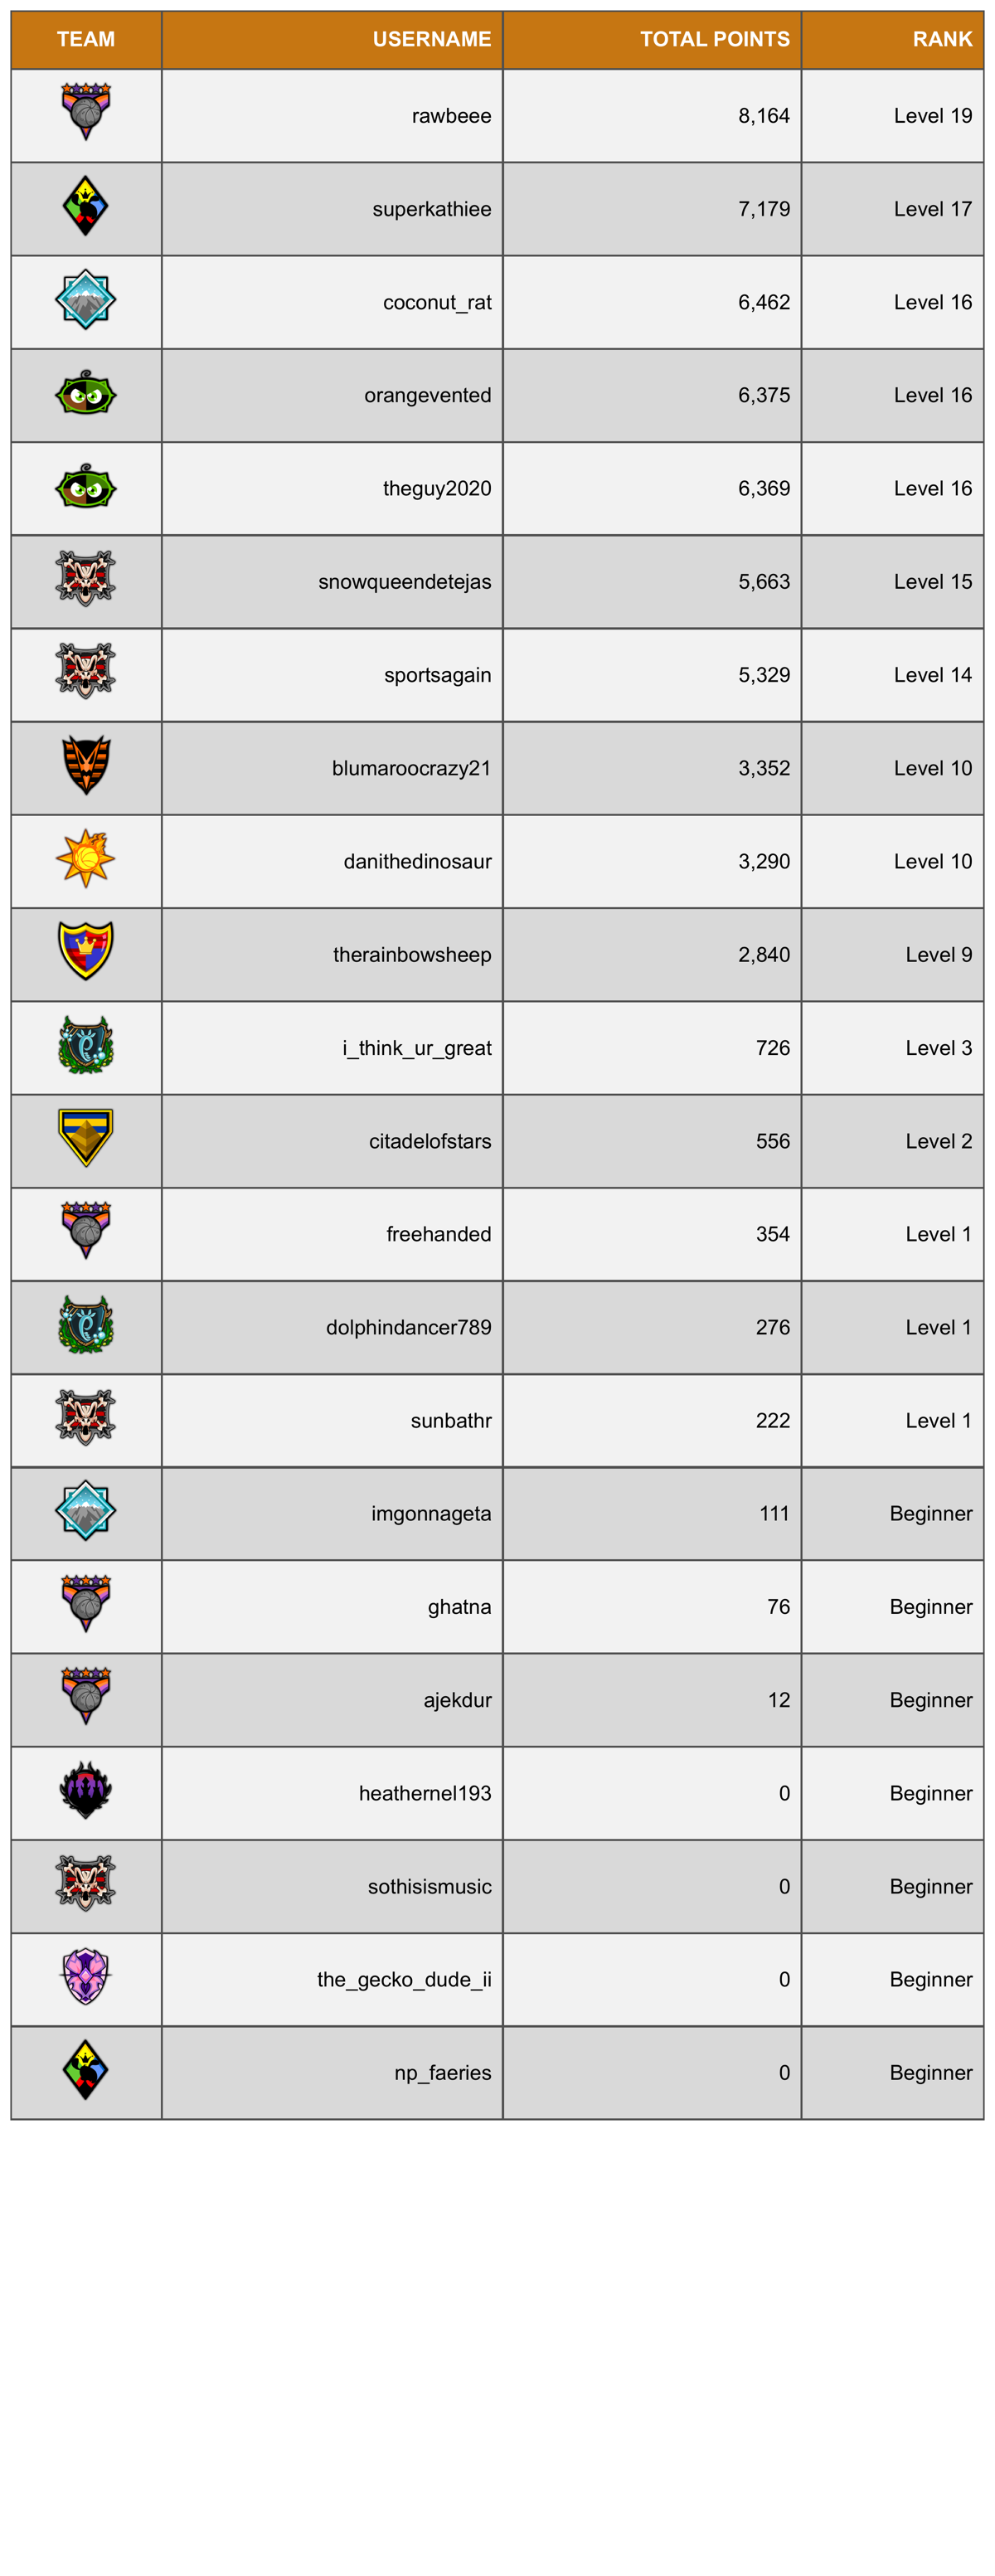 TEAM USERNAME TOTAL POINTS RANK
rawbeee 8,164 Level 19
superkathiee 7,179 Level 17
coconut_rat 6,462 Level 16
orangevented 6,375 Level 16
theguy2020 6,369 Level 16
snowqueendetejas 5,663 Level 15
sportsagain 5,329 Level 14
blumaroocrazy21 3,352 Level 10
danithedinosaur 3,290 Level 10
therainbowsheep 2,840 Level 9
i_think_ur_great 726 Level 3
citadelofstars 556 Level 2
freehanded 354 Level 1
dolphindancer789 276 Level 1
sunbathr 222 Level 1
imgonnageta 111 Beginner
ghatna 76 Beginner
ajekdur 12 Beginner
heathernel193 0 Beginner
sothisismusic 0 Beginner
the_gecko_dude_ii 0 Beginner
np_faeries 0 Beginner